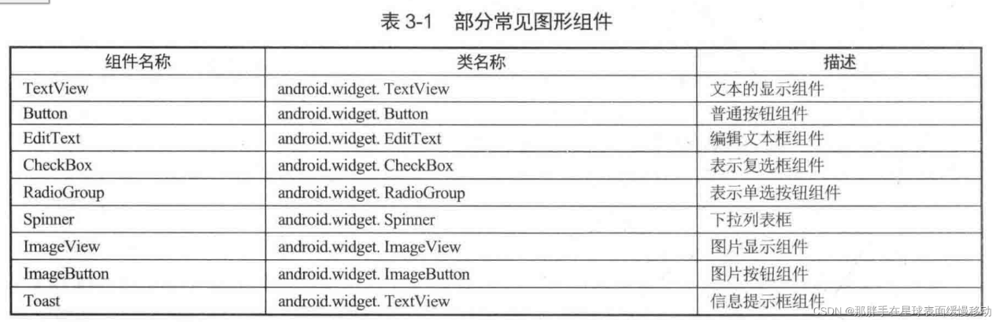 表 3-1 部分常见图形组件
组件名称 类名称 描述
TextView android.widget. TextView 文本的显示组件
Button android.widget. Button 普通按钮组件
EditText android.widget. EditText 编辑文本框组件
CheckBox android.widget. CheckBox 表示复选框组件
RadioGroup android.widget. RadioGroup 表示单选按钮组件
Spinner android.widget. Spinner 下拉列表框
ImageView android.widget. ImageView 图片显示组件
ImageButton android.widget. ImageButton 图片按钮组件
Toast android.widget. TextView 信息提示框组件
CSDN @那胖手在星球表面缓慢移动